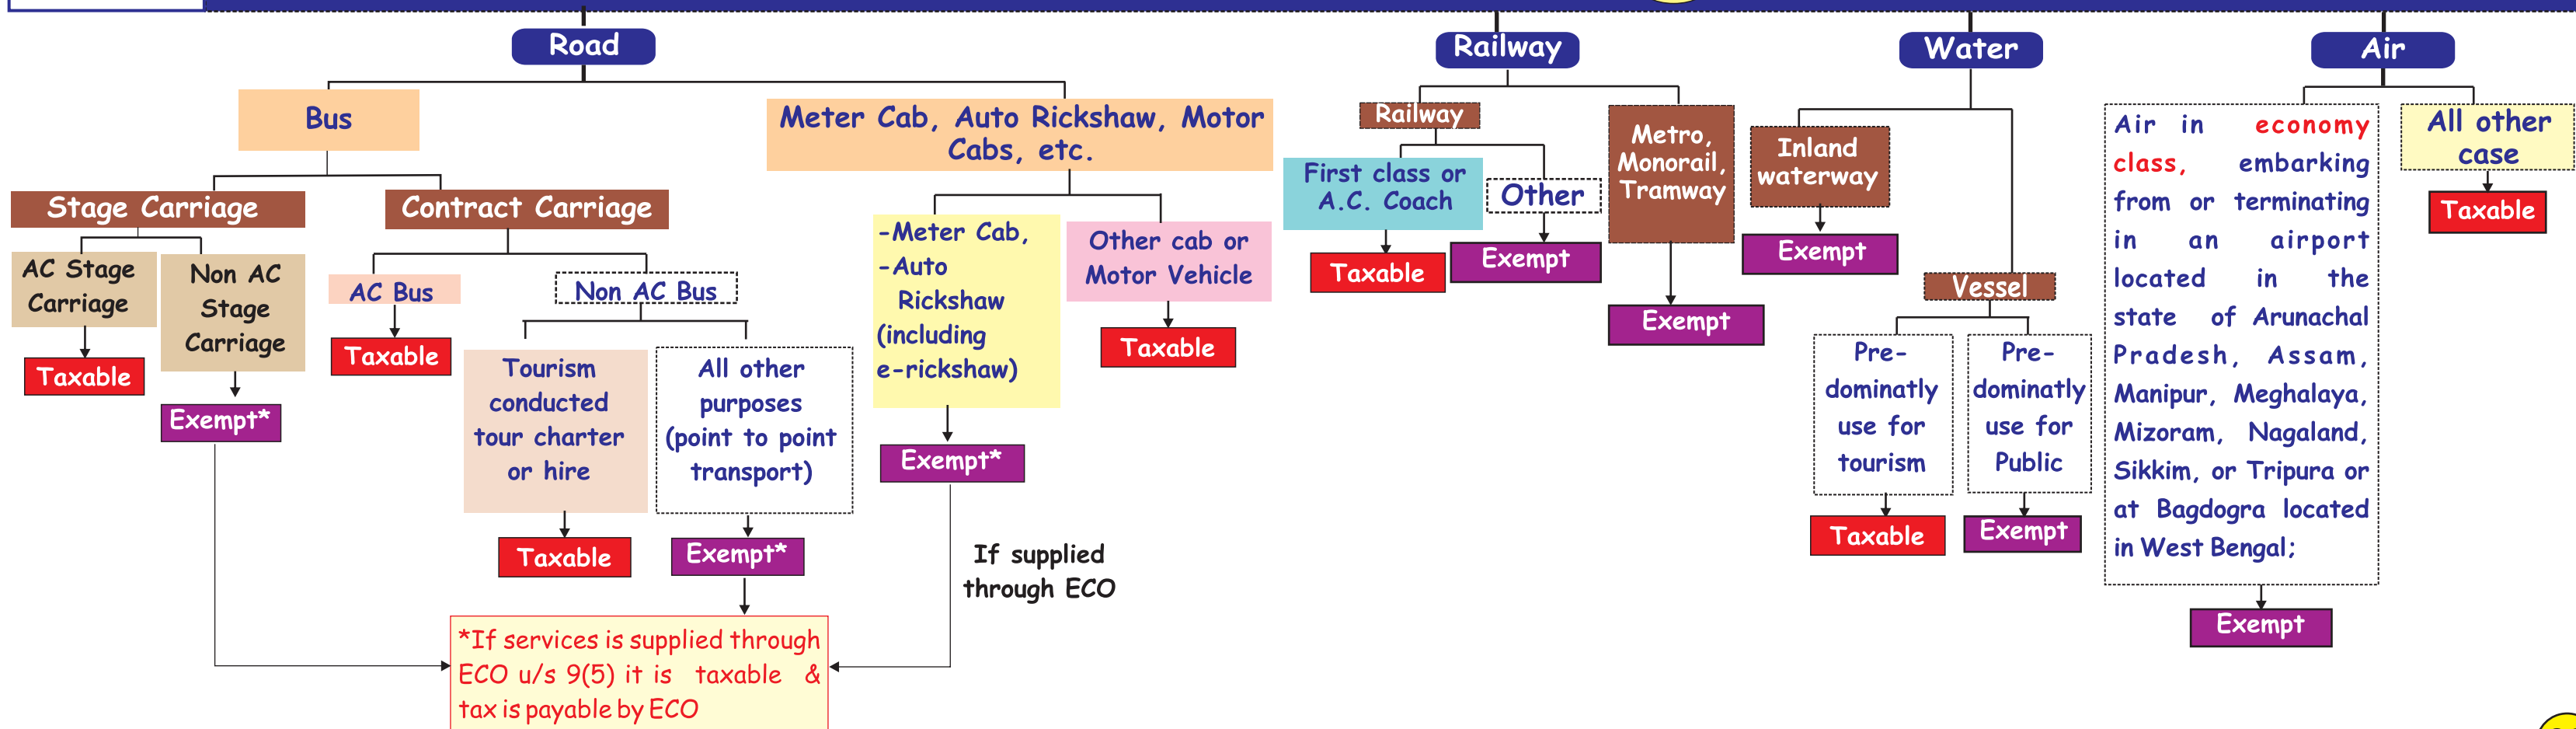 Road
Bus
Stage Carriage
AC Stage
Carriage
Taxable
Non AC
Stage
Carriage
Exempt*
Contract Carriage
AC Bus
Taxable
Non AC Bus
Tourism
conducted
tour charter
or hire
Taxable
All other
purposes
(point to point
transport)
Exempt*
Meter Cab, Auto Rickshaw, Motor
Cabs, etc.
-Meter Cab,
-Auto
Rickshaw
(including
e-rickshaw)
Exempt*
Other cab or
Motor Vehicle
Taxable
If supplied
through ECO
*If services is supplied through
ECO u/s 9(5) it is taxable &
tax is payable by ECO
Railway
Railway
First class or
A.C. Coach
Taxable
Other
Exempt
Metro,
Monorail,
Tramway
Exempt
Water
Inland
waterway
Exempt
Vessel
Pre-
dominatly
use for
tourism
Taxable
Pre-
dominatly
use for
Public
Exempt
Air
Air in economy
class, embarking
from or terminating
in an airport
located in the
state of Arunachal
Pradesh, Assam,
Manipur, Meghalaya,
Mizoram, Nagaland,
Sikkim, or Tripura or
at Bagdogra located
in West Bengal;
Exempt
All other
case
Taxable